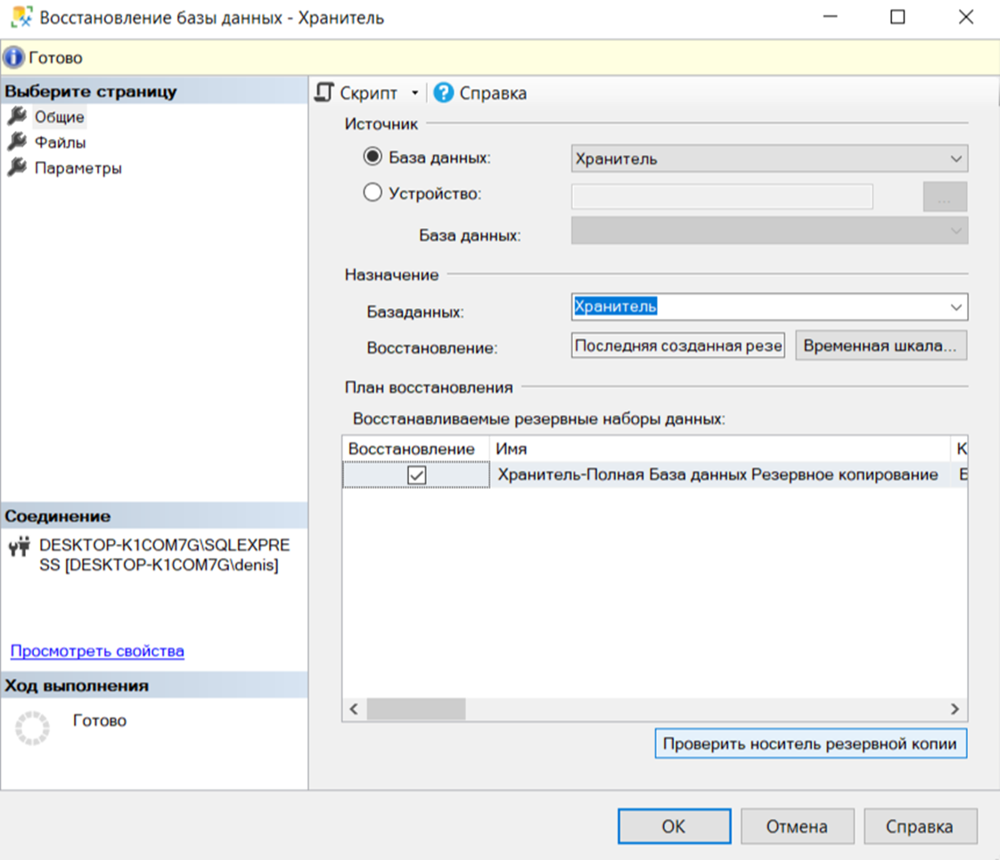 Восстановление базы данных - Хранитель
Готово
Выберите страницу
Общие
Файлы
Параметры
Скрипт
Справка
Источник
База данных:
Хранитель
Устройство:
...
База данных:
Назначение
Базаданных:
Хранитель
Восстановление:
Последняя созданная резе
Временная шкала...
План восстановления
Восстанавливаемые резервные наборы данных:
Восстановление
Имя
К
Хранитель-Полная База данных Резервное копирование
Соединение
DESKTOP-K1COM7G\SQLEXPRE
SS [DESKTOP-K1COM7G\denis]
Просмотреть свойства
Ход выполнения
Готово
Проверить носитель резервной копии
ОК
Отмена
Справка